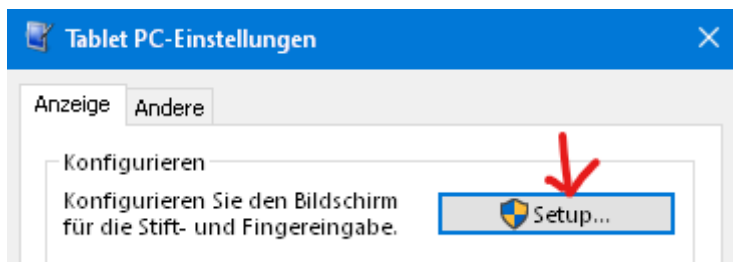 Tablet PC-Einstellungen
Anzeige Andere
Konfigurieren
Konfigurieren Sie den Bildschirm
für die Stift- und Fingereingabe.
Setup...